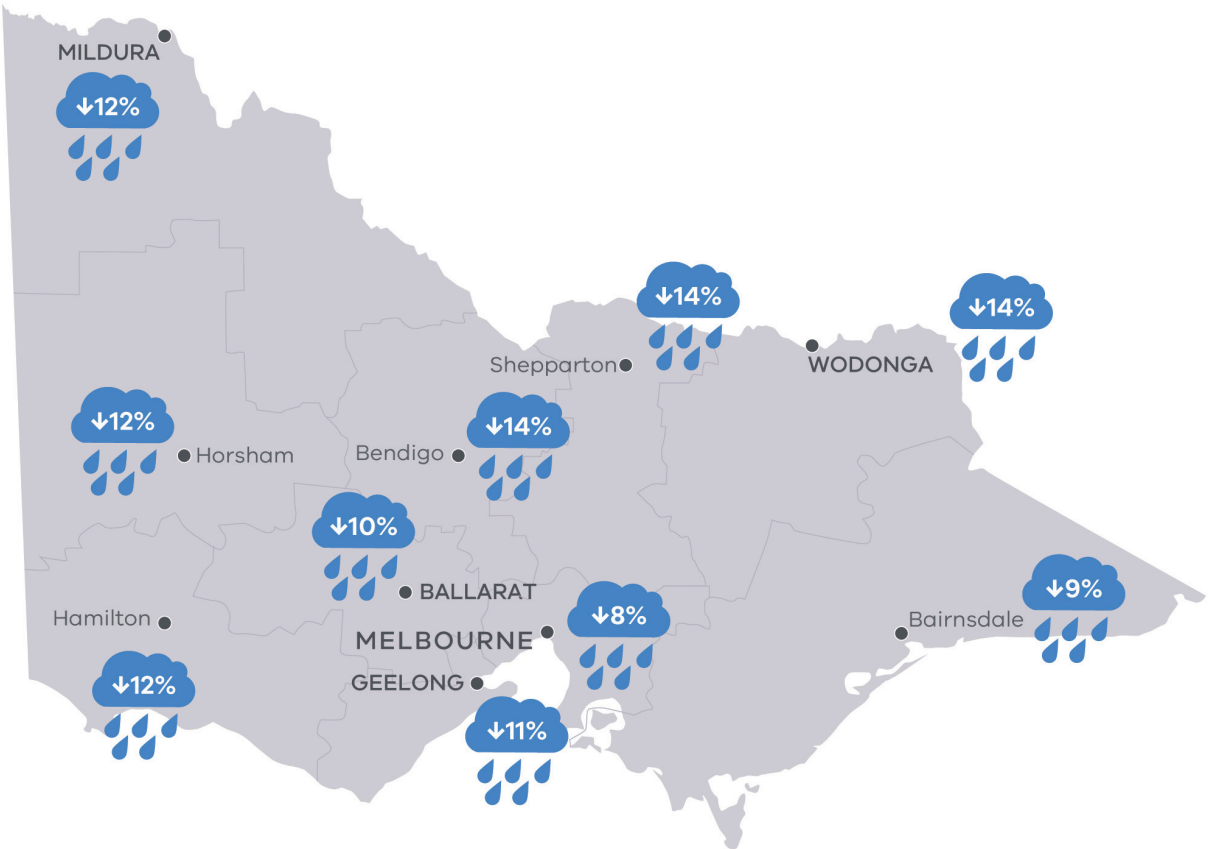 MILDURA
↓12%
↓14%
↓14%
Shepparton
WODONGA
↓12%
↓14%
Horsham
Bendigo
↓10%
BALLARAT
↓9%
Hamilton
↓8%
Bairnsdale
MELBOURNE
GEELONG
↓12%
↓11%